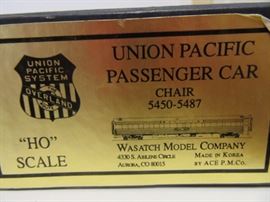 UNION
PACIFIC
SYSTEM
OVERLAND
"HO"
SCALE
UNION PACIFIC
PASSENGER CAR
CHAIR
5450-5487
WASATCH MODEL COMPANY
4330 S. ABILENE CIRCLE
AURORA, CO 80015
MADE IN KOREA
BY ACE P.M.CO.